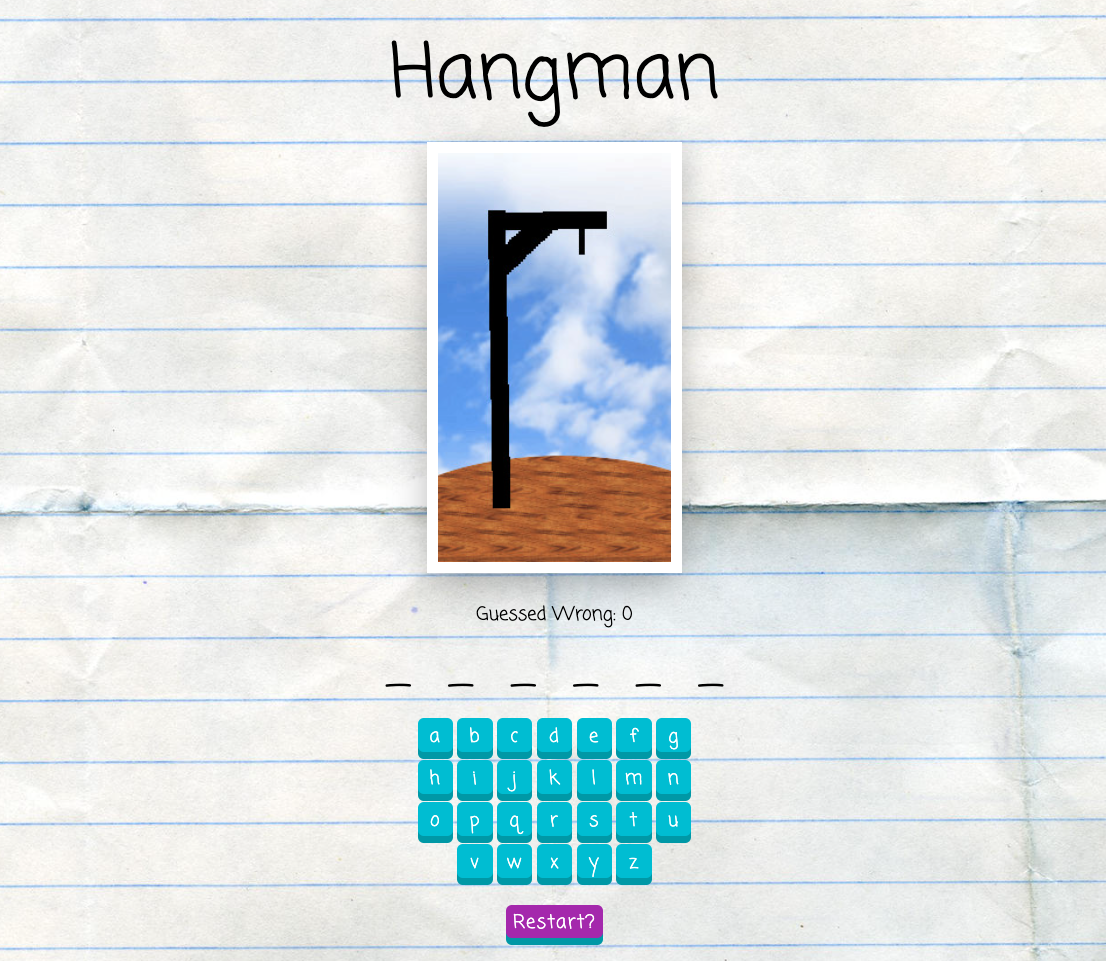 Hangman
Guessed Wrong: 0
_ _ _ _ _ _
a b c d e f g
h i j k l m n
o p q r s t u
v w x y z
Restart?